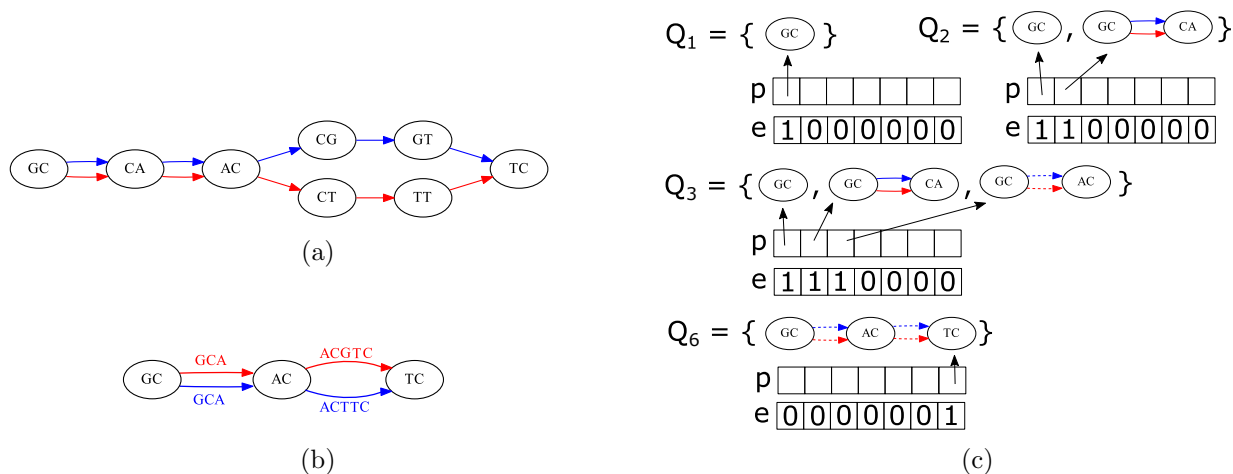 GC CA AC CG GT CT TT TC
(a)
GC GCA GCA AC ACGTC ACTTC TC
(b)
Q1 = { GC }
p
e 1 0 0 0 0 0 0
Q2 = { GC , GC CA }
p
e 1 1 0 0 0 0 0
Q3 = { GC , GC CA , GC AC }
p
e 1 1 1 0 0 0 0
Q6 = { GC AC TC }
p
e 0 0 0 0 0 0 1
(c)